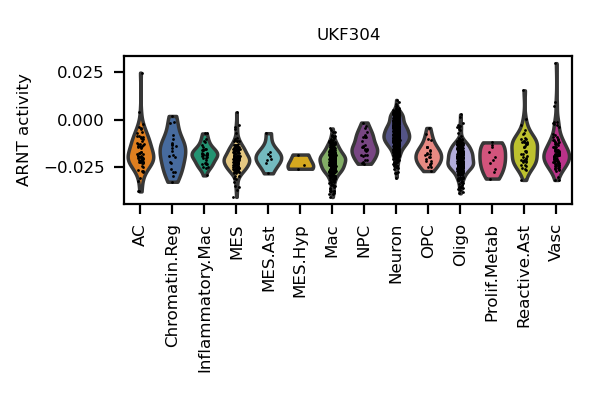 UKF304
ARNT activity
0.025
0.000
−0.025
AC
Chromatin.Reg
Inflammatory.Mac
MES
MES.Ast
MES.Hyp
Mac
NPC
Neuron
OPC
Oligo
Prolif.Metab
Reactive.Ast
Vasc